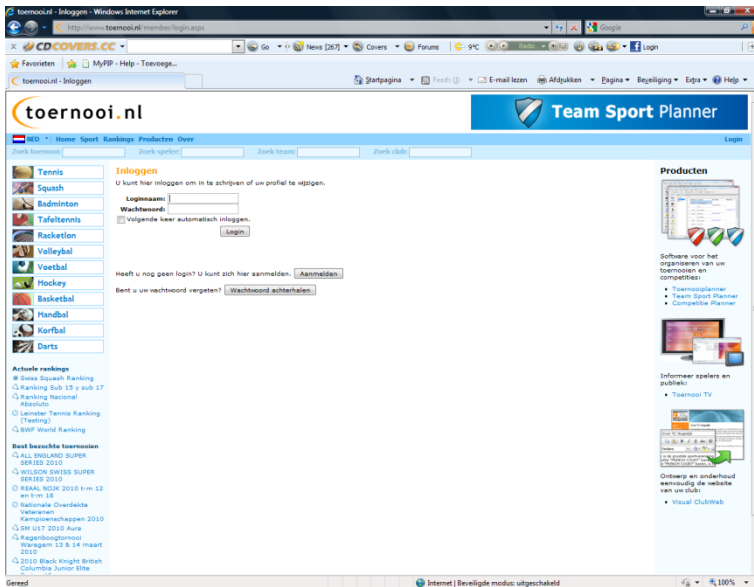 toernooi.nl - Inloggen - Windows Internet Explorer
http://www.toernooi.nl/member/login.aspx
Google
CDCOVERS.CC
Go
News [267]
Covers
Forums
9°C
Radio
Login
Favorieten
MyPIP - Help - Toevoege...
toernooi.nl - Inloggen
Startpagina
Feeds (J)
E-mail lezen
Afdrukken
Pagina
Beveiliging
Extra
Help
toernooi.nl
Team Sport Planner
NED Home Sport Rankings Producten Over
Login
Zoek toernooi:
Zoek speler:
Zoek team:
Zoek club:
Tennis
Squash
Badminton
Tafeltennis
Racketlon
Volleybal
Voetbal
Hockey
Basketbal
Handbal
Korfbal
Darts
Actuele rankings
Swiss Squash Ranking
Ranking Sub 15 y sub 17
Ranking Nacional
Absoluto
Leinster Tennis Ranking
(Testing)
BWF World Ranking
Best bezochte toernooien
ALL ENGLAND SUPER
SERIES 2010
WILSON SWISS SUPER
SERIES 2010
REAAL NOJK 2010 t-m 12
en t-m 18
Nationale Overdekte
Veteranen
Kampioenschappen 2010
SM U17 2010 Aura
Regenboogtornooi
Waregem 13 & 14 maart
2010
2010 Black Knight British
Columbia Junior Elite
Inloggen
U kunt hier inloggen om in te schrijven of uw profiel te wijzigen.
Loginnaam:
Wachtwoord:
Volgende keer automatisch inloggen.
Login
Heeft u nog geen login? U kunt zich hier aanmelden.
Aanmelden
Bent u uw wachtwoord vergeten?
Wachtwoord achterhalen
Producten
Software voor het
organiseren van uw
toernooien en
competities:
Toernooiplanner
Team Sport Planner
Competitie Planner
Informeer spelers en
publiek:
Toernooi TV
Ontwerp en onderhoud
eenvoudig de website
van uw club:
Visual ClubWeb
Gereed
Internet | Beveiligde modus: uitgeschakeld
100%